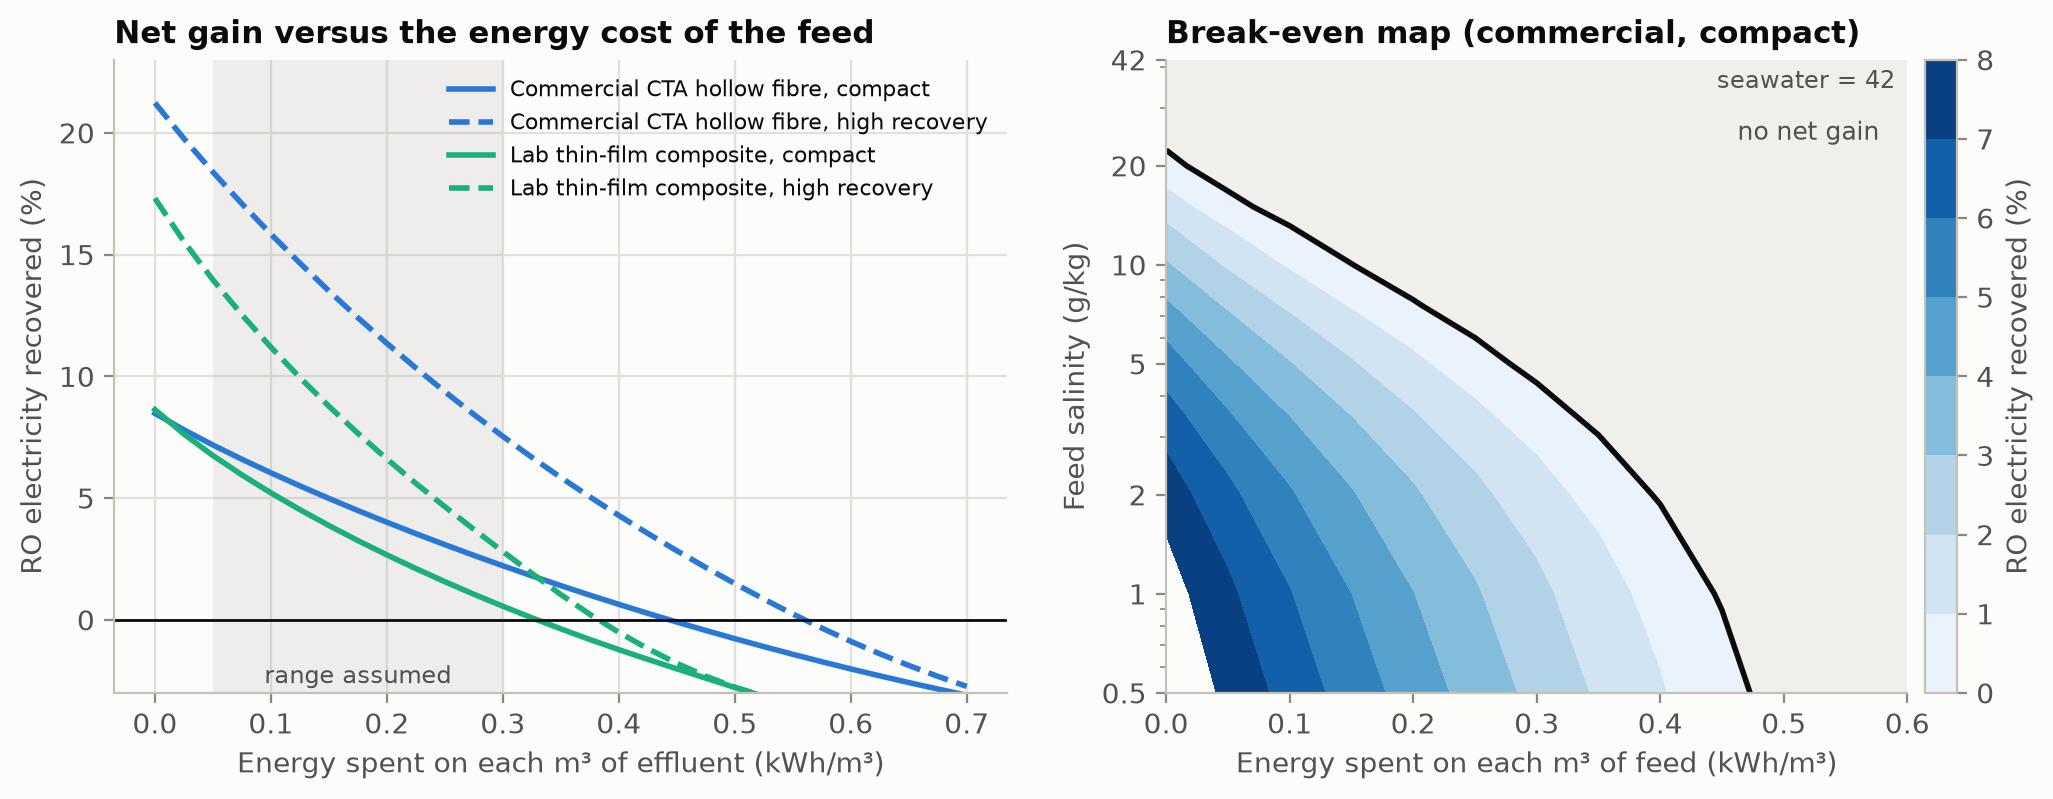 Net gain versus the energy cost of the feed
RO electricity recovered (%)
20
15
10
5
0
Commercial CTA hollow fibre, compact
Commercial CTA hollow fibre, high recovery
Lab thin-film composite, compact
Lab thin-film composite, high recovery
range assumed
0.0 0.1 0.2 0.3 0.4 0.5 0.6 0.7
Energy spent on each m³ of effluent (kWh/m³)
Break-even map (commercial, compact)
Feed salinity (g/kg)
42
20
10
5
2
1
0.5
seawater = 42
no net gain
0.0 0.1 0.2 0.3 0.4 0.5 0.6
Energy spent on each m³ of feed (kWh/m³)
8
7
6
5
4
3
2
1
0
RO electricity recovered (%)